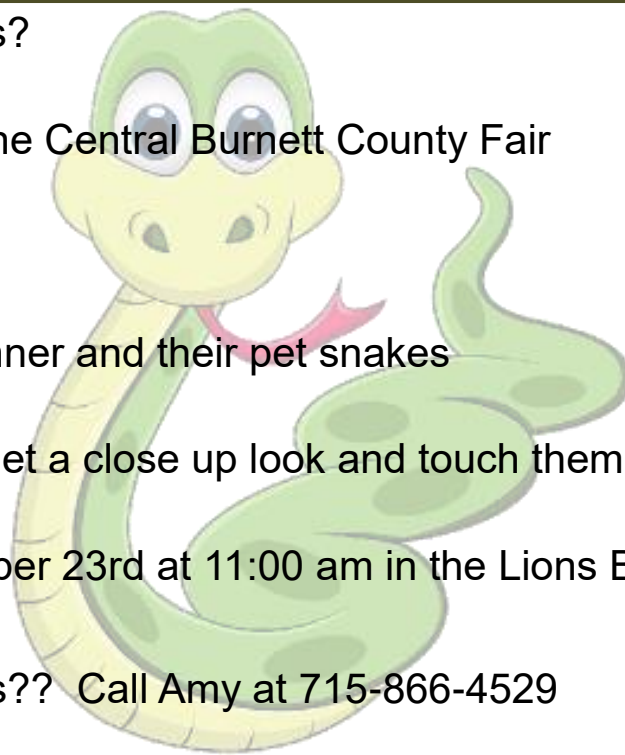 s?
he Central Burnett County Fair
nner and their pet snakes
et a close up look and touch them
ber 23rd at 11:00 am in the Lions B
s?? Call Amy at 715-866-4529